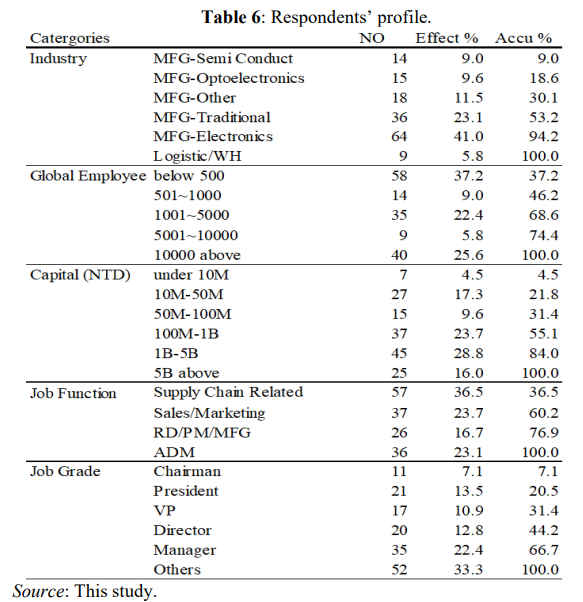 Table 6: Respondents' profile.
Catergories NO Effect % Accu %
Industry MFG-Semi Conduct 14 9.0 9.0
MFG-Optoelectronics 15 9.6 18.6
MFG-Other 18 11.5 30.1
MFG-Traditional 36 23.1 53.2
MFG-Electronics 64 41.0 94.2
Logistic/WH 9 5.8 100.0
Global Employee below 500 58 37.2 37.2
501~1000 14 9.0 46.2
1001~5000 35 22.4 68.6
5001~10000 9 5.8 74.4
10000 above 40 25.6 100.0
Capital (NTD) under 10M 7 4.5 4.5
10M-50M 27 17.3 21.8
50M-100M 15 9.6 31.4
100M-1B 37 23.7 55.1
1B-5B 45 28.8 84.0
5B above 25 16.0 100.0
Job Function Supply Chain Related 57 36.5 36.5
Sales/Marketing 37 23.7 60.2
RD/PM/MFG 26 16.7 76.9
ADM 36 23.1 100.0
Job Grade Chairman 11 7.1 7.1
President 21 13.5 20.5
VP 17 10.9 31.4
Director 20 12.8 44.2
Manager 35 22.4 66.7
Others 52 33.3 100.0
Source: This study.